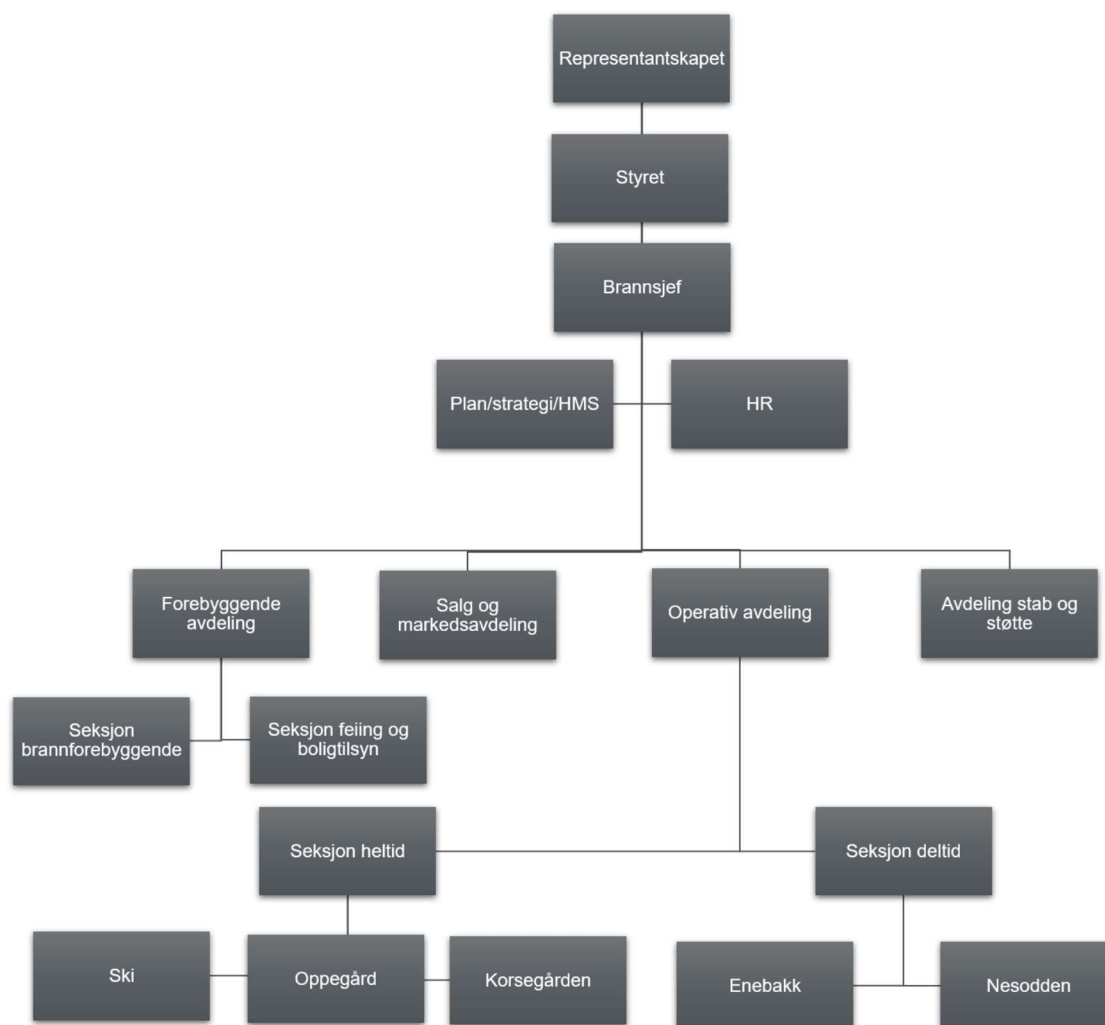 Representantskapet
Styret
Brannsjef
Plan/strategi/HMS
HR
Forebyggende
avdeling
Salg og
markedsavdeling
Operativ avdeling
Avdeling stab og
støtte
Seksjon
brannforebyggende
Seksjon feiing og
boligtilsyn
Seksjon heltid
Seksjon deltid
Ski
Oppegård
Korsegården
Enebakk
Nesodden